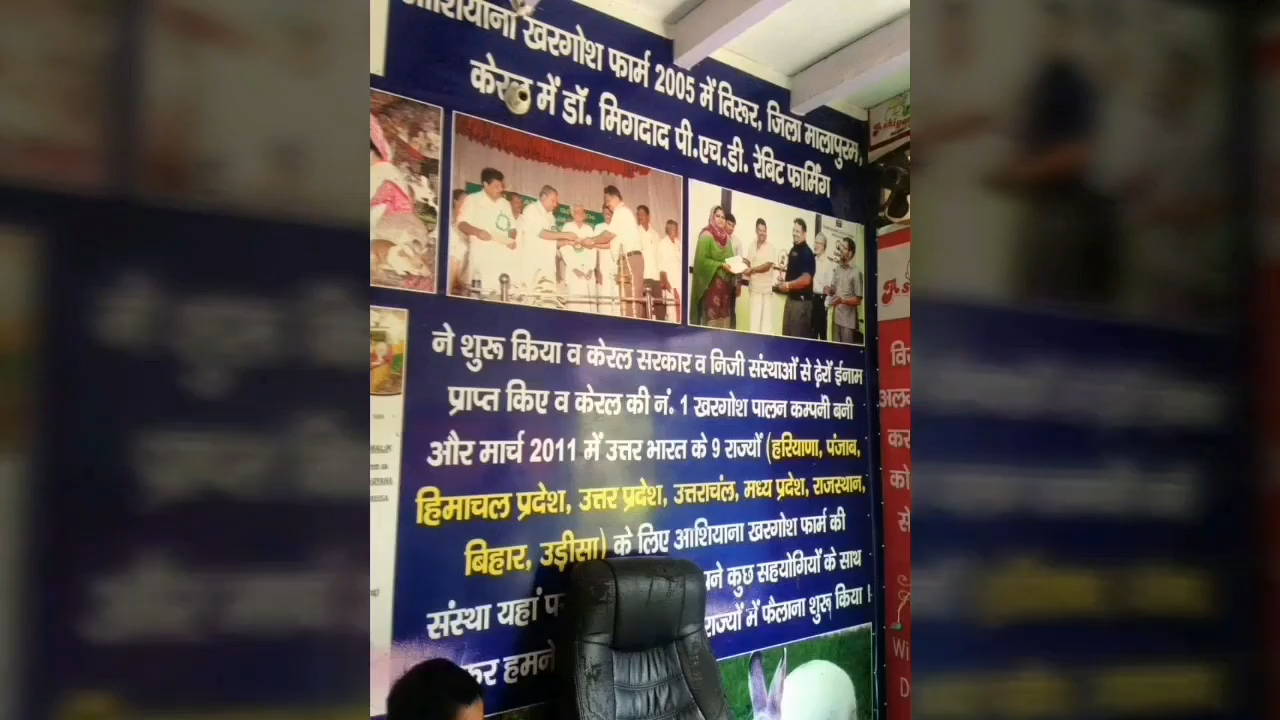 आशियाना खरगोश फार्म 2005 में तिरूर, जिला मालापुरम,
केरल में डॉ. मिगदाद पी.एच.डी. रेबिट फार्मिंग
ने शुरू किया व केरल सरकार व निजी संस्थाओं से ढ़ेरों ईनाम
प्राप्त किए व केरल की नं. 1 खरगोश पालन कम्पनी बनी
और मार्च 2011 में उत्तर भारत के 9 राज्यों (हरियाणा, पंजाब,
हिमाचल प्रदेश, उत्तर प्रदेश, उत्तराचंल, मध्य प्रदेश, राजस्थान,
बिहार, उड़ीसा) के लिए आशियाना खरगोश फार्म की
संस्था यहां कुछ सहयोगियों के साथ
हमने राज्यों में फैलाना शुरू किया।
MALIK